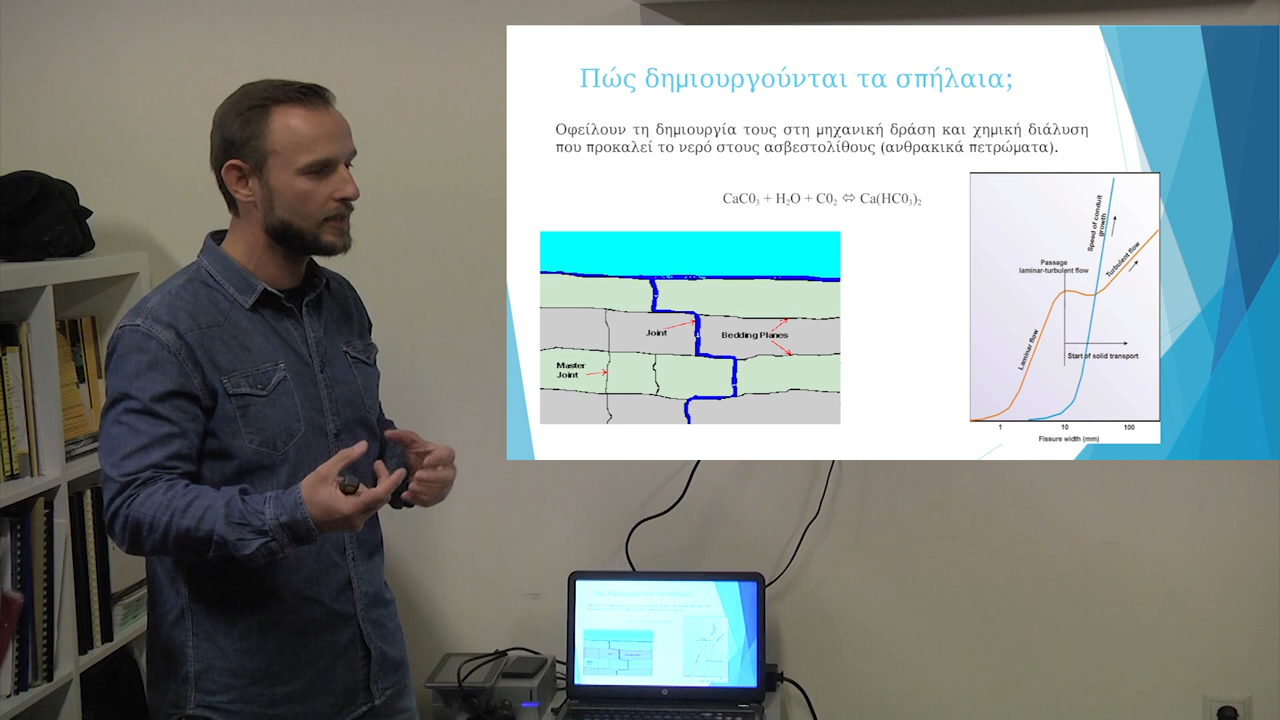 Πώς δημιουργούνται τα σπήλαια;
Οφείλουν τη δημιουργία τους στη μηχανική δράση και χημική διάλυση
που προκαλεί το νερό στους ασβεστολίθους (ανθρακικά πετρώματα).
CaC0₃ + H₂O + C0₂ ⇔ Ca(HC0₃)₂
Joint
Bedding Planes
Master
Joint
Speed of conduit
growth
Turbulent flow
Passage
laminar-turbulent flow
Laminar flow
Start of solid transport
1 10 100
Fissure width (mm)
hp